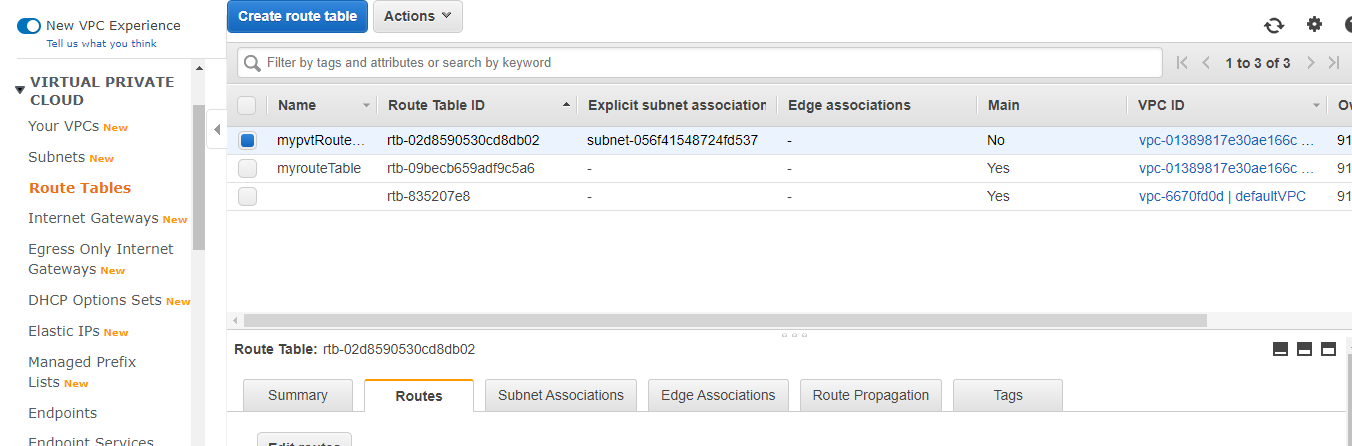 New VPC Experience
Tell us what you think
VIRTUAL PRIVATE
CLOUD
Your VPCs New
Subnets New
Route Tables
Internet Gateways New
Egress Only Internet
Gateways New
DHCP Options Sets New
Elastic IPs New
Managed Prefix
Lists New
Endpoints
Endpoint Services
Create route table Actions
Filter by tags and attributes or search by keyword
1 to 3 of 3
Name Route Table ID Explicit subnet association Edge associations Main VPC ID Ow
mypvtRoute… rtb-02d8590530cd8db02 subnet-056f41548724fd537 - No vpc-01389817e30ae166c … 91
myrouteTable rtb-09becb659adf9c5a6 - - Yes vpc-01389817e30ae166c … 91
rtb-835207e8 - - Yes vpc-6670fd0d | defaultVPC 91
Route Table: rtb-02d8590530cd8db02
Summary Routes Subnet Associations Edge Associations Route Propagation Tags
Edit routes